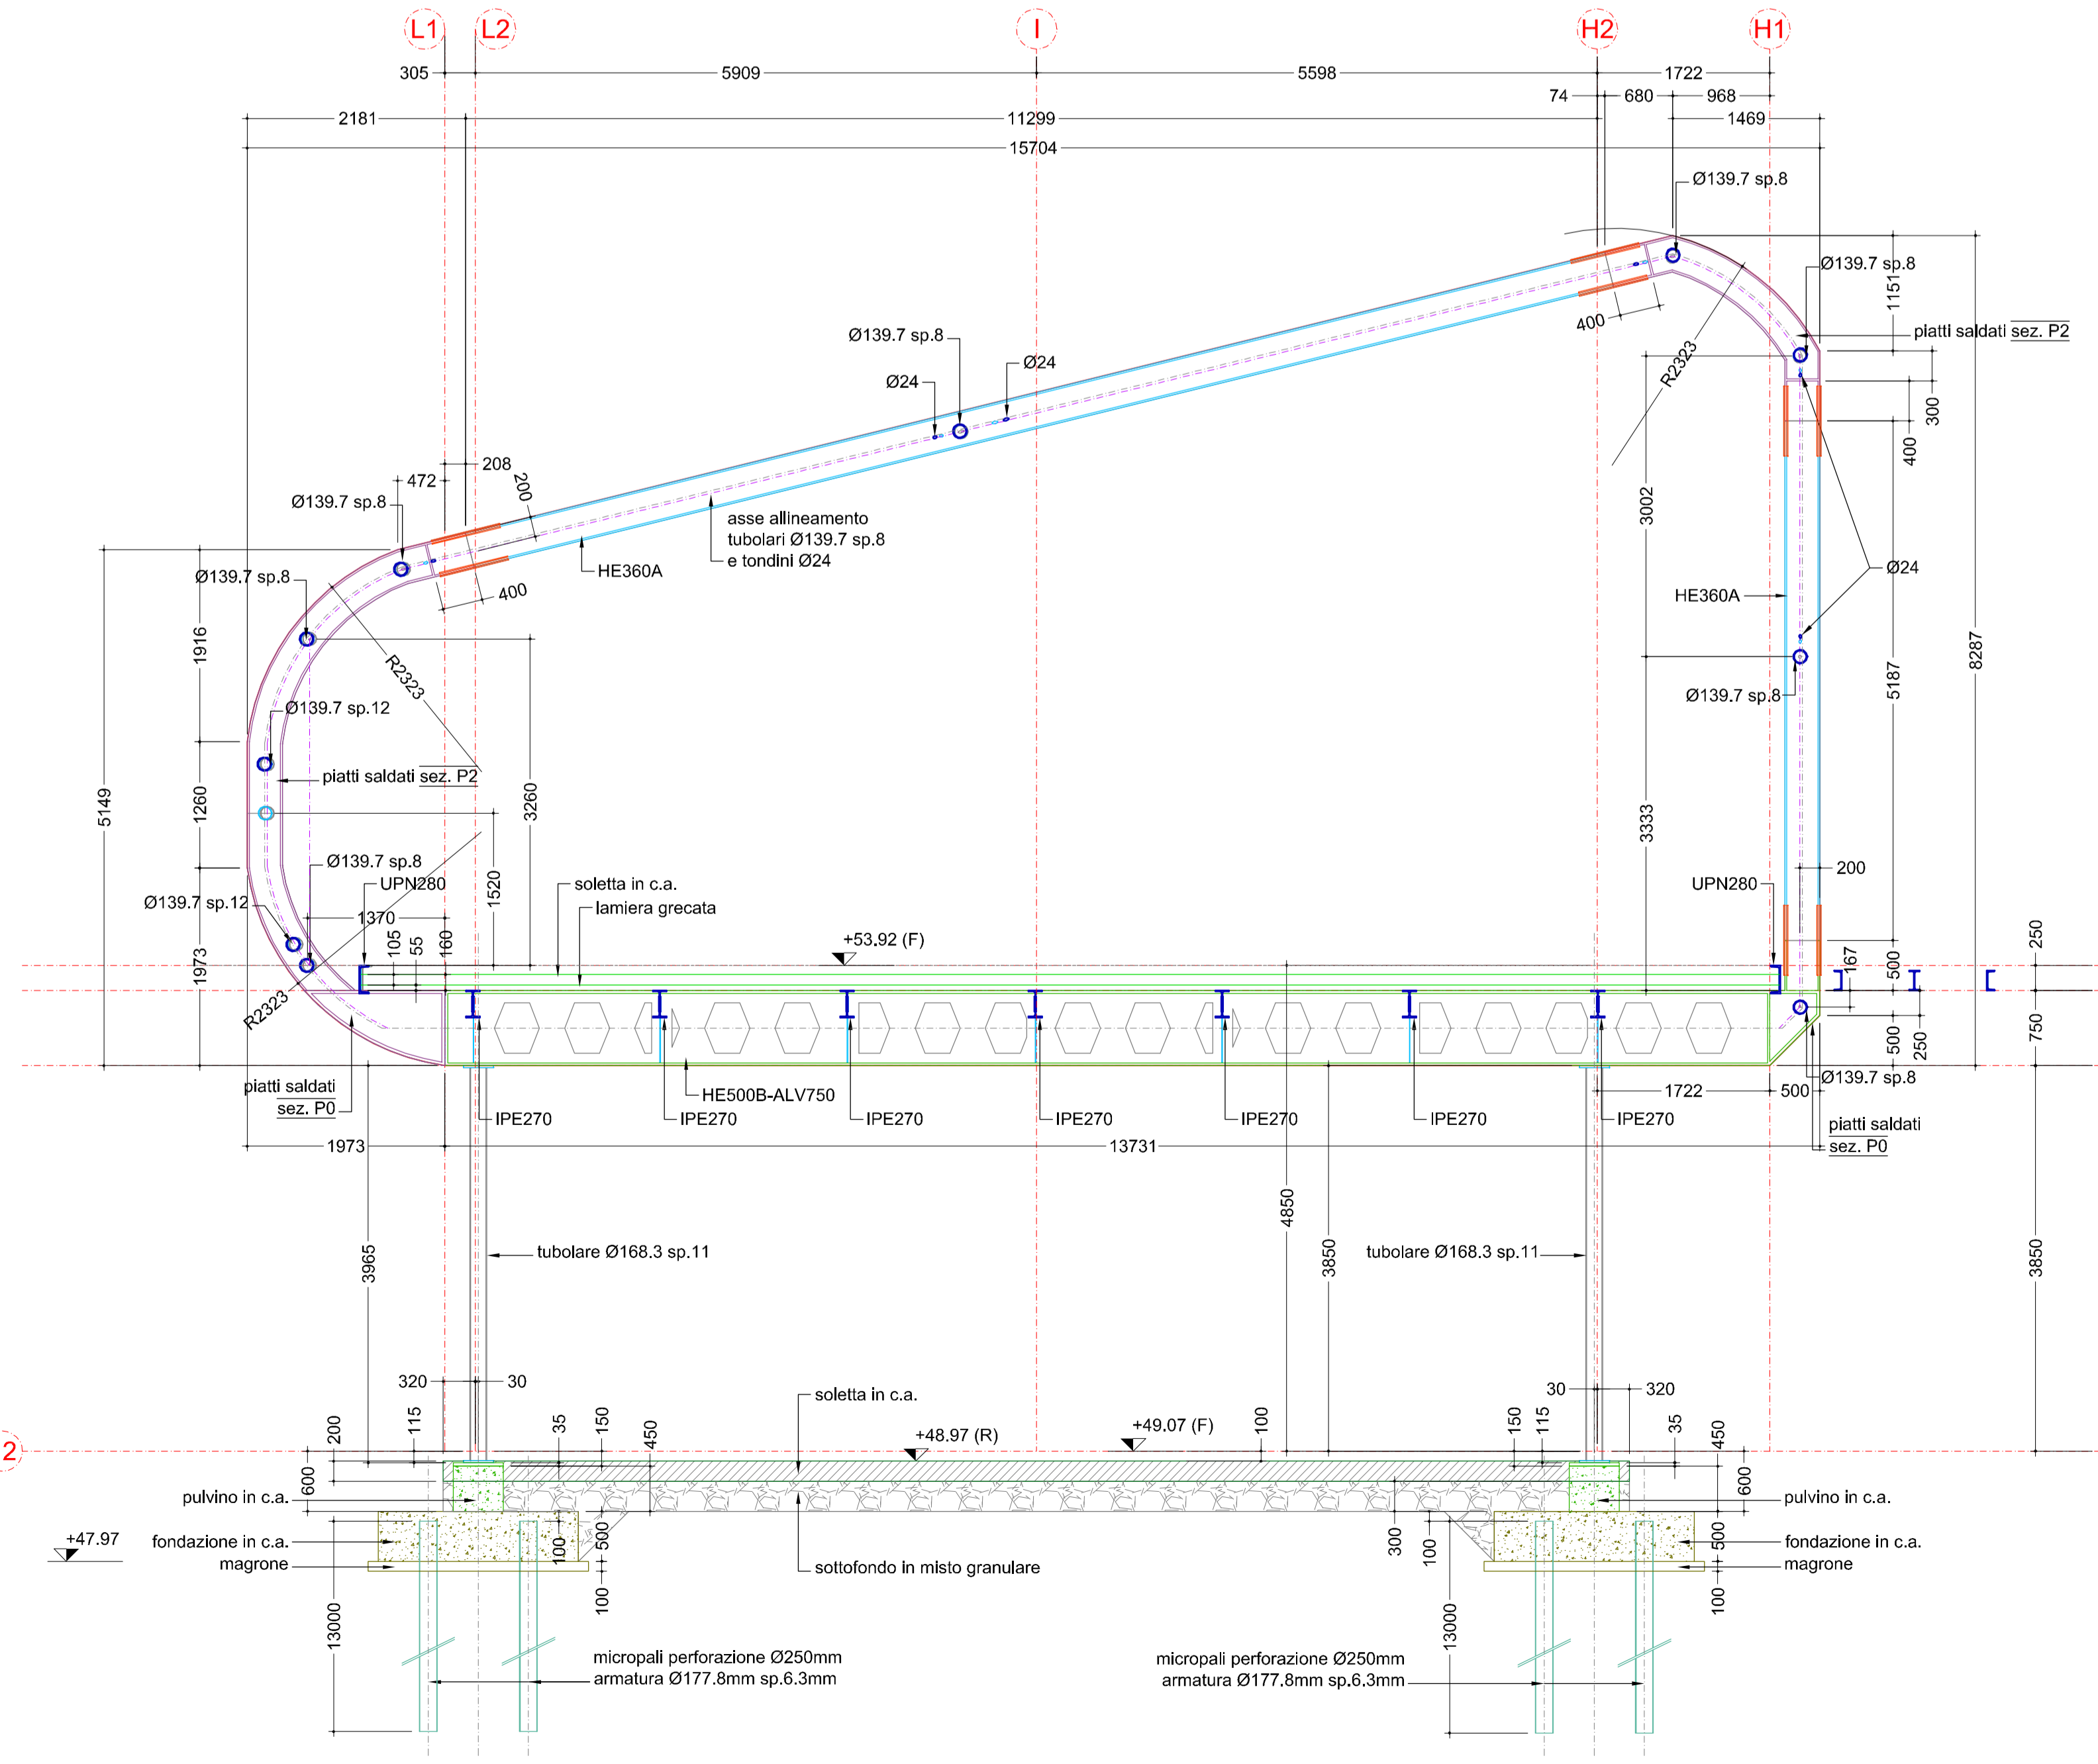 L1
L2
I
H2
H1
305
5909
5598
1722
74
680
968
2181
11299
1469
15704
Ø139.7 sp.8
Ø139.7 sp.8
1151
piatti saldati sez. P2
300
400
400
R2323
Ø139.7 sp.8
Ø24
Ø24
208
472
200
Ø139.7 sp.8
asse allineamento
tubolari Ø139.7 sp.8
e tondini Ø24
HE360A
400
3002
Ø24
HE360A
8287
5187
Ø139.7 sp.8
Ø139.7 sp.8
1916
R2323
Ø139.7 sp.12
piatti saldati sez. P2
5149
1260
3260
3333
1520
Ø139.7 sp.8
UPN280
soletta in c.a.
lamiera grecata
UPN280
200
Ø139.7 sp.12
1370
105
55
160
+53.92 (F)
250
1973
R2323
167
500
750
500
250
piatti saldati
sez. P0
HE500B-ALV750
IPE270
IPE270
IPE270
IPE270
IPE270
IPE270
IPE270
Ø139.7 sp.8
1722
500
piatti saldati
sez. P0
1973
13731
4850
3965
tubolare Ø168.3 sp.11
tubolare Ø168.3 sp.11
3850
3850
320
30
30
320
soletta in c.a.
200
115
35
150
450
+48.97 (R)
+49.07 (F)
100
150
115
35
450
2
600
600
pulvino in c.a.
pulvino in c.a.
+47.97
fondazione in c.a.
500
100
300
100
500
fondazione in c.a.
magrone
sottofondo in misto granulare
magrone
100
100
13000
13000
micropali perforazione Ø250mm
armatura Ø177.8mm sp.6.3mm
micropali perforazione Ø250mm
armatura Ø177.8mm sp.6.3mm